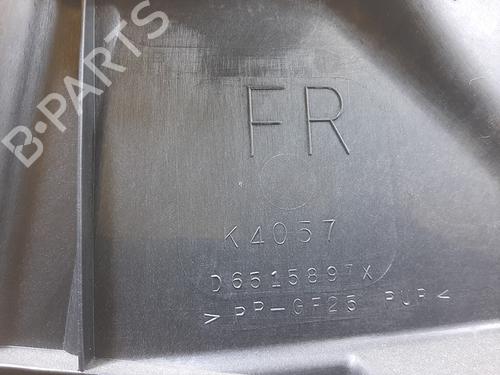 B-PARTS
FR
K4057
D6515897X
> PP-GF25 PUR <